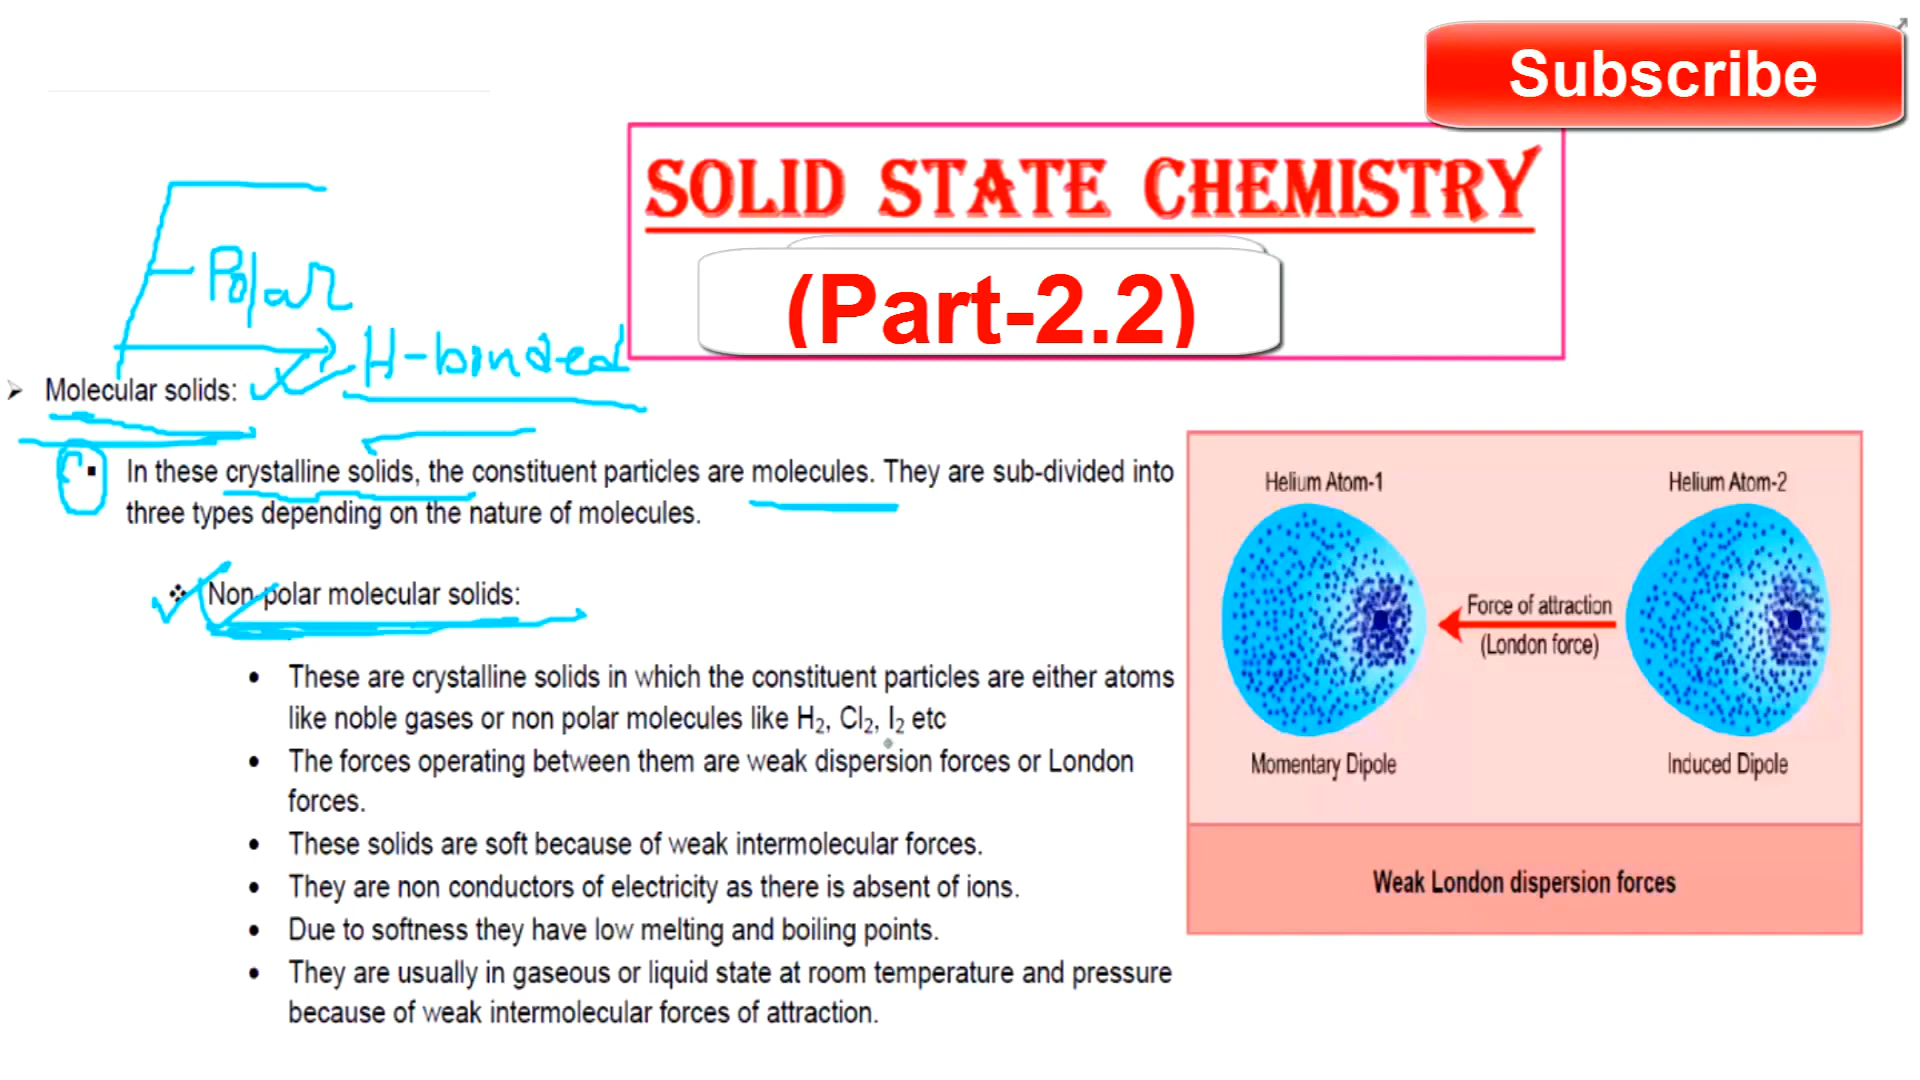 Subscribe
SOLID STATE CHEMISTRY
(Part-2.2)
Polar
H-bonded
Molecular solids:
In these crystalline solids, the constituent particles are molecules. They are sub-divided into
three types depending on the nature of molecules.
Non-polar molecular solids:
These are crystalline solids in which the constituent particles are either atoms
like noble gases or non polar molecules like H₂, Cl₂, I₂ etc
The forces operating between them are weak dispersion forces or London
forces.
These solids are soft because of weak intermolecular forces.
They are non conductors of electricity as there is absent of ions.
Due to softness they have low melting and boiling points.
They are usually in gaseous or liquid state at room temperature and pressure
because of weak intermolecular forces of attraction.
Helium Atom-1
Helium Atom-2
Force of attraction
(London force)
Momentary Dipole
Induced Dipole
Weak London dispersion forces